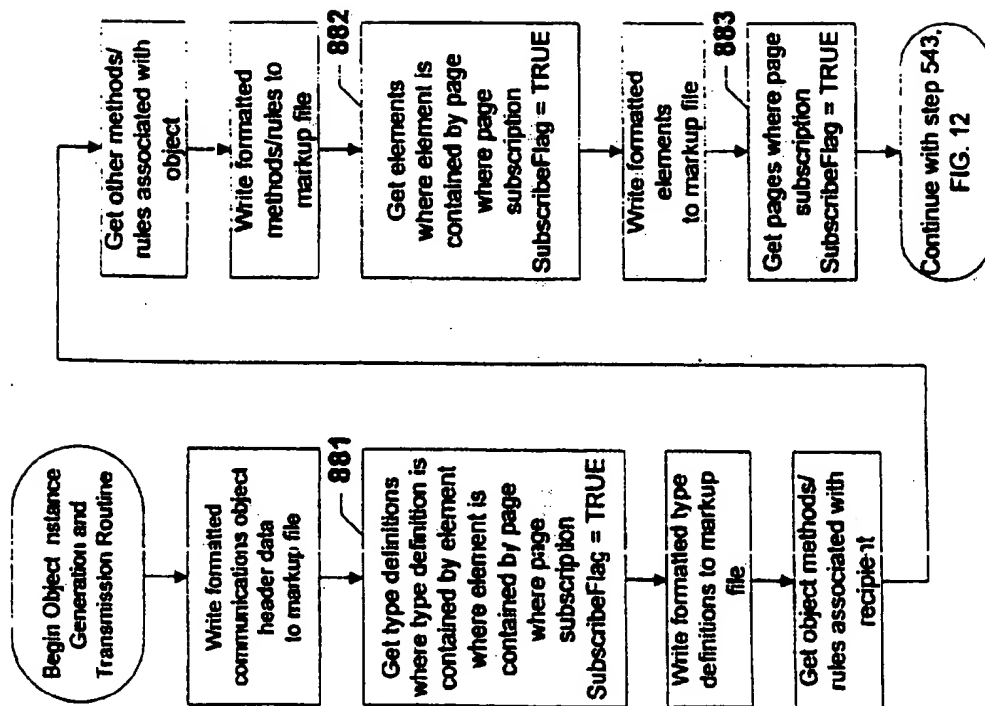 Begin Object nstance
Generation and
Transmission Routine
Write formatted
communications object
header data
to markup file
881
Get type definitions
where type definition is
contained by element
where element is
contained by page
where page
subscription
SubscribeFlag = TRUE
Write formatted type
definitions to markup
file
Get object methods/
rules associated with
recipient
Get other methods/
rules associated with
object
Write formatted
methods/rules to
markup file
882
Get elements
where element is
contained by page
where page
subscription
SubscribeFlag = TRUE
Write formatted
elements
to markup file
883
Get pages where page
subscription
SubscribeFlag = TRUE
Continue with step 543,
FIG. 12